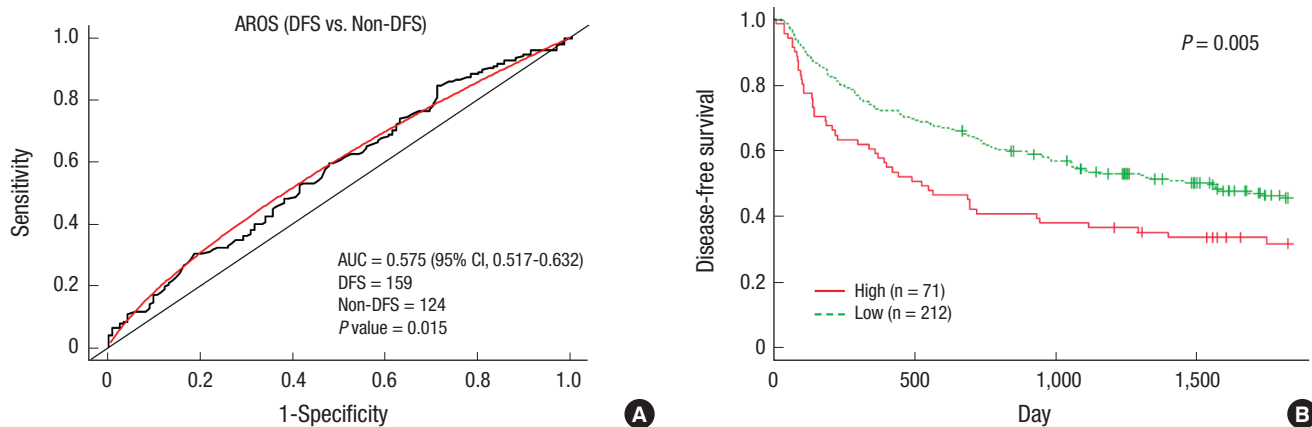 AROS (DFS vs. Non-DFS)
1.0
0.8
0.6
0.4
0.2
0
Sensitivity
AUC = 0.575 (95% CI, 0.517-0.632)
DFS = 159
Non-DFS = 124
P value = 0.015
0 0.2 0.4 0.6 0.8 1.0
1-Specificity
A
P = 0.005
1.0
0.8
0.6
0.4
0.2
0
Disease-free survival
High (n = 71)
Low (n = 212)
0 500 1,000 1,500
Day
B